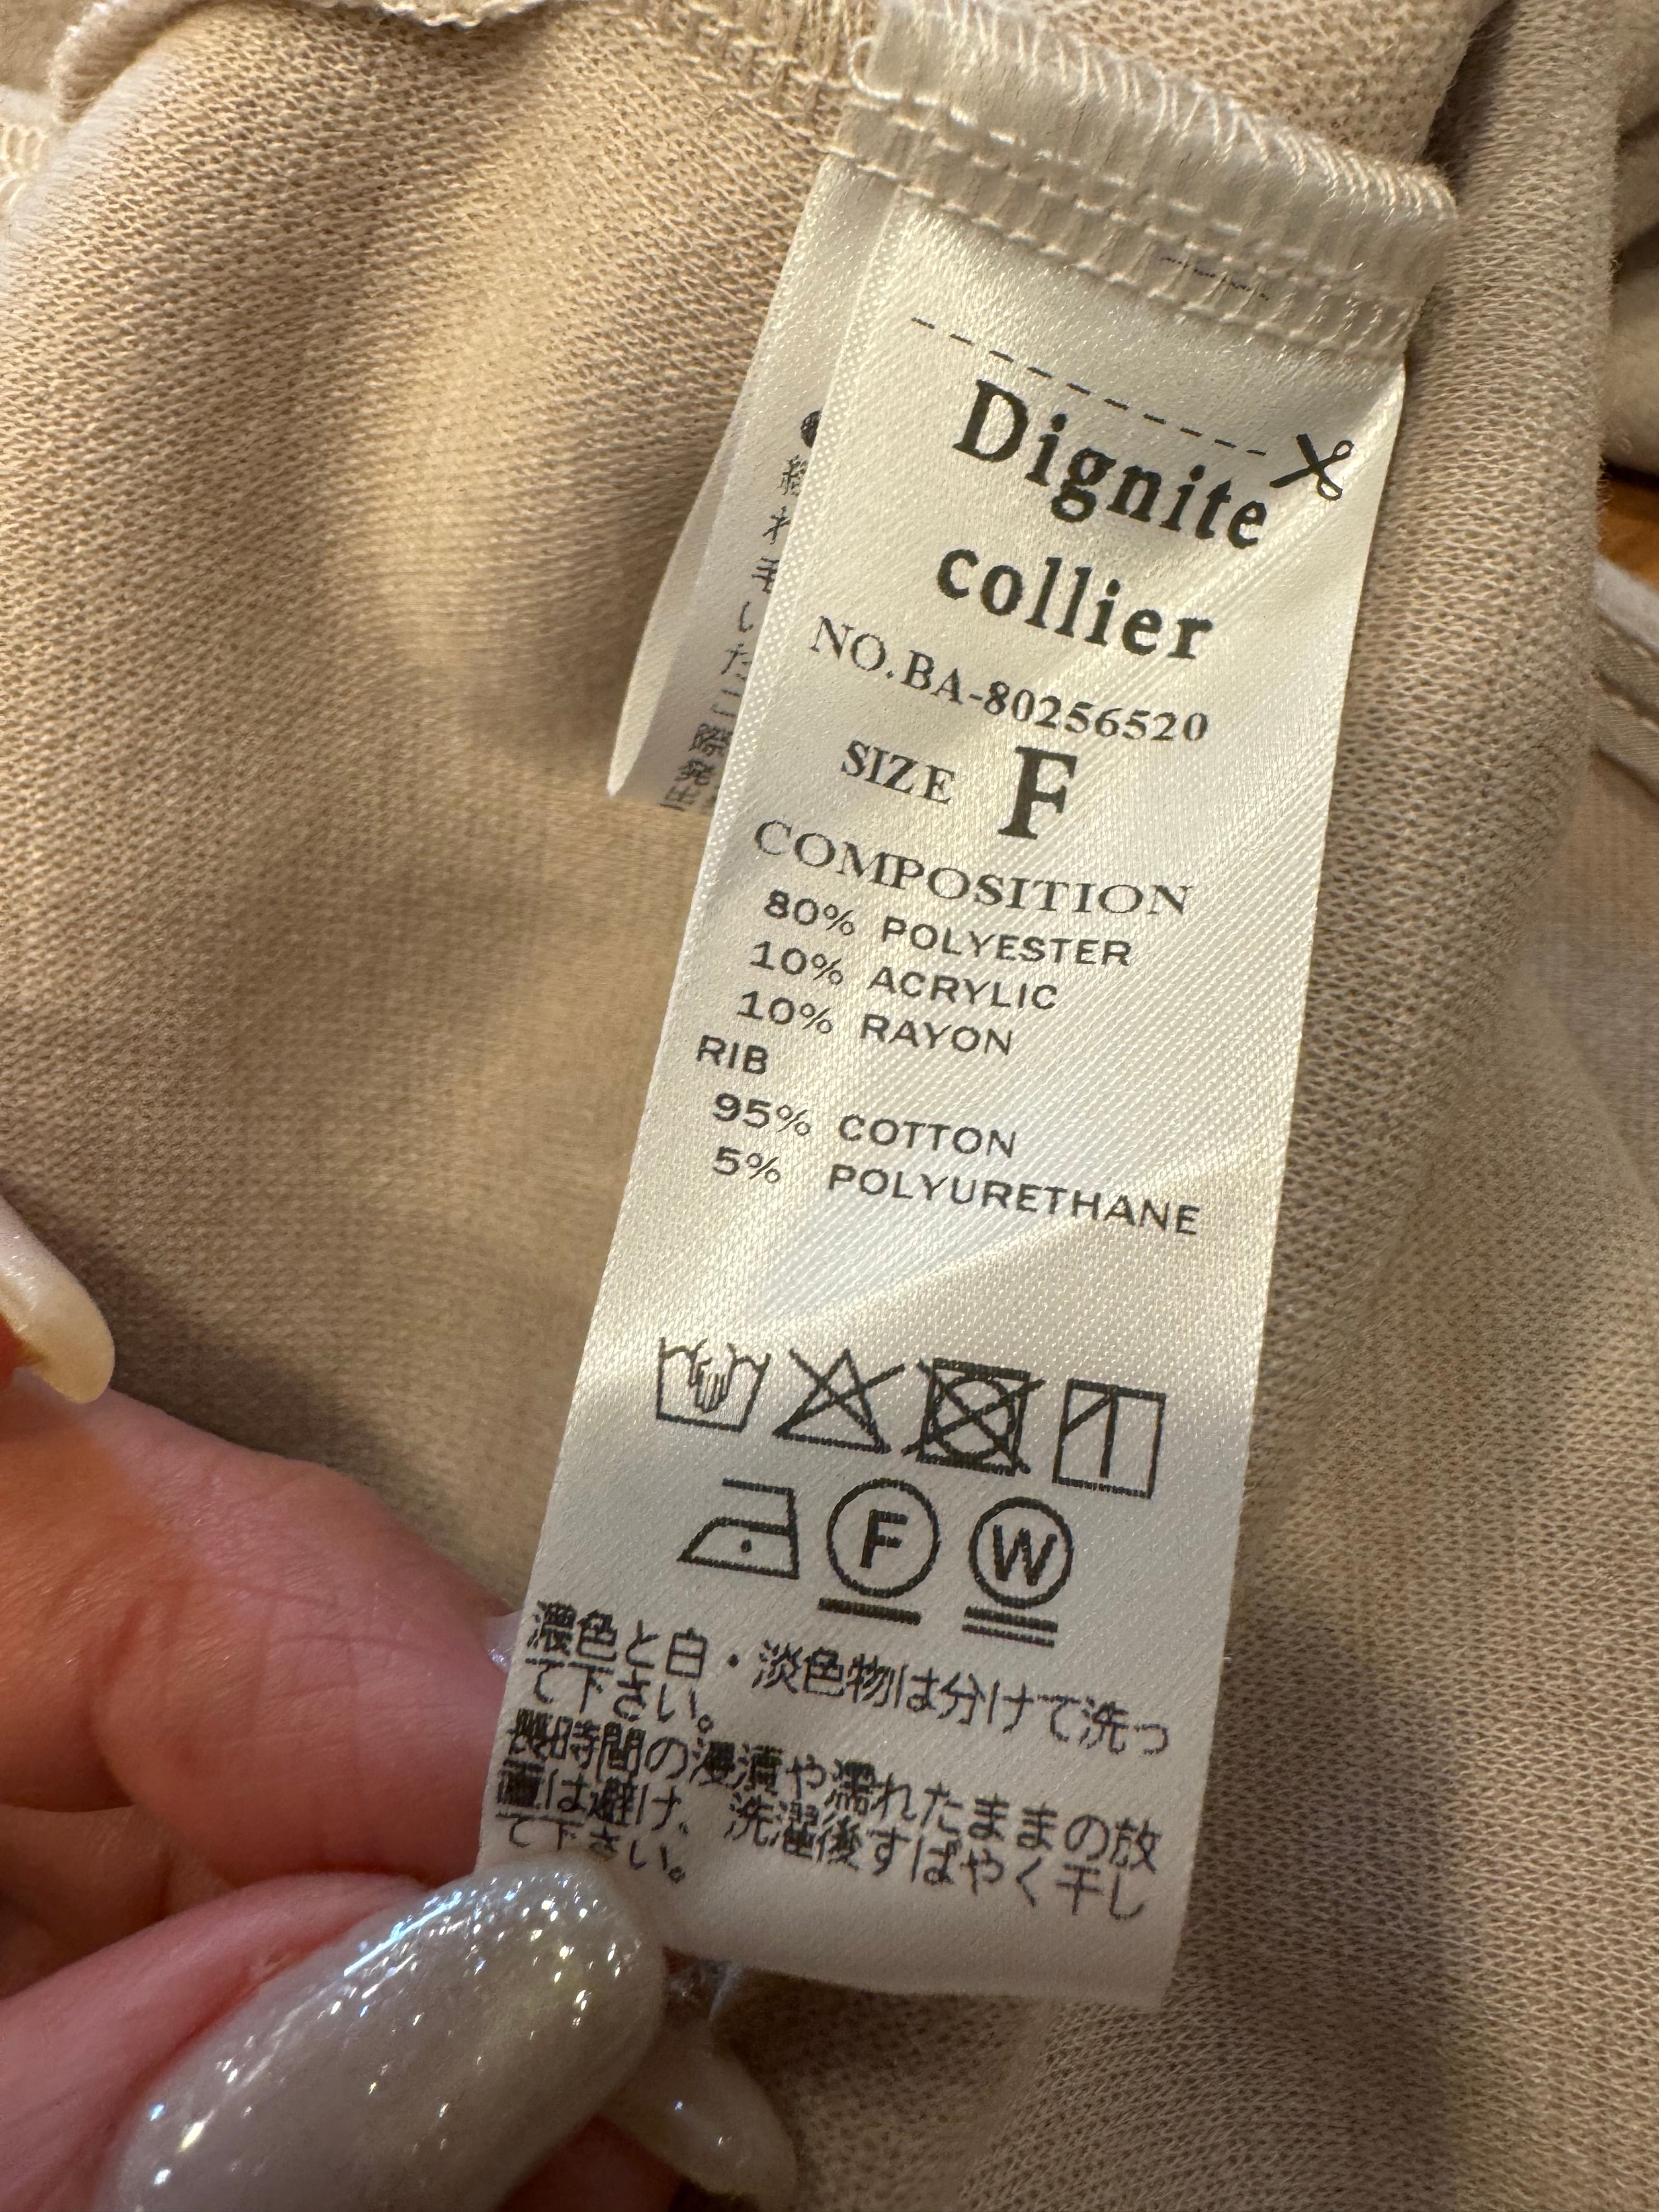 Dignite
collier
NO.BA-80256520
SIZE F
COMPOSITION
80% POLYESTER
10% ACRYLIC
10% RAYON
RIB
95% COTTON
5% POLYURETHANE
F W
濃色と白・淡色物は分けて洗っ
て下さい。
長時間の浸漬や濡れたままの放
置は避け、洗濯後すばやく干し
て下さい。